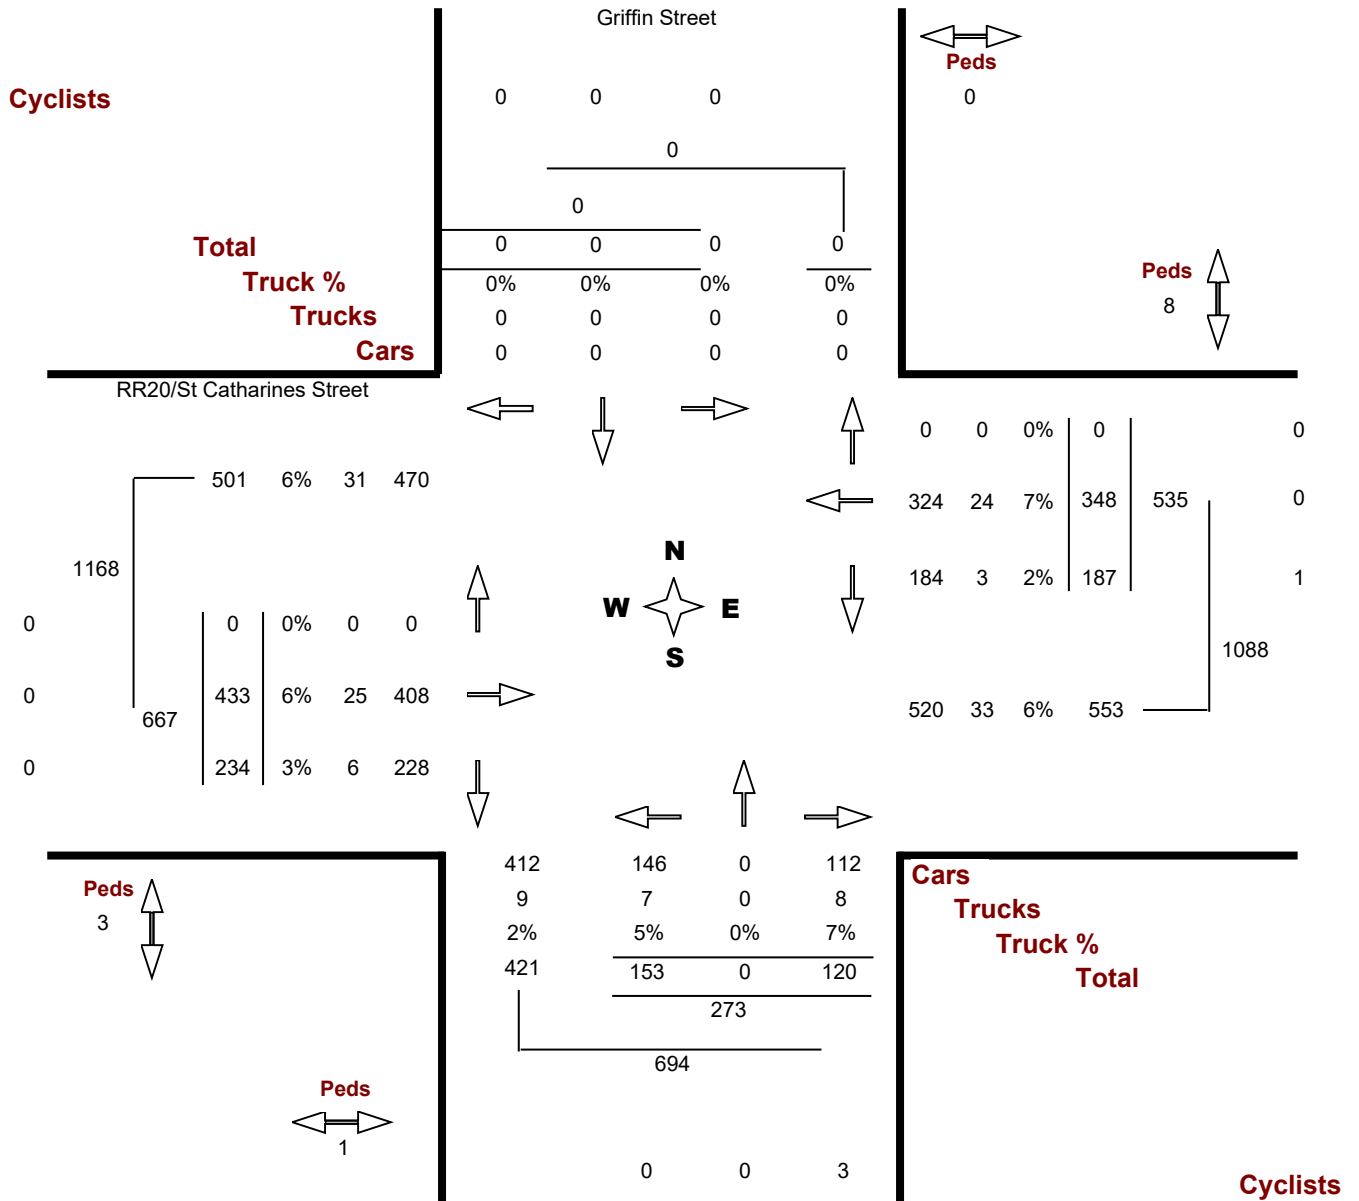 Griffin Street
Peds
Cyclists 0 0 0 0
0
0
Total 0 0 0 0
Truck % 0% 0% 0% 0%
Peds
Trucks 0 0 0 0
8
Cars 0 0 0 0
RR20/St Catharines Street
0 0 0% 0 0
501 6% 31 470
324 24 7% 348 535 0
N
1168
184 3 2% 187 1
W E
0 0 0% 0 0
S
1088
0 433 6% 25 408
667
520 33 6% 553
0 234 3% 6 228
412 146 0 112
Cars
Peds
9 7 0 8
Trucks
3
2% 5% 0% 7%
Truck %
421 153 0 120
Total
273
694
Peds
1
0 0 3
Cyclists